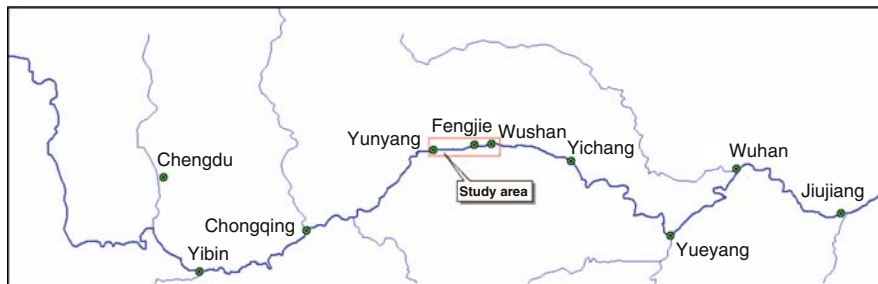 Fengjie
Yunyang
Wushan
Yichang
Wuhan
Chengdu
Study area
Jiujiang
Chongqing
Yibin
Yueyang